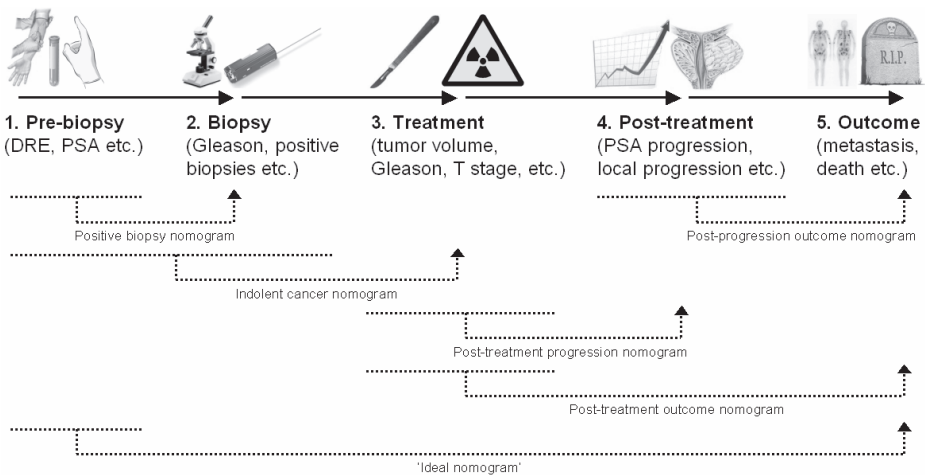 R.I.P.
1. Pre-biopsy
(DRE, PSA etc.)
2. Biopsy
(Gleason, positive
biopsies etc.)
3. Treatment
(tumor volume,
Gleason, T stage, etc.)
4. Post-treatment
(PSA progression,
local progression etc.)
5. Outcome
(metastasis,
death etc.)
Positive biopsy nomogram
Post-progression outcome nomogram
Indolent cancer nomogram
Post-treatment progression nomogram
Post-treatment outcome nomogram
'Ideal nomogram'